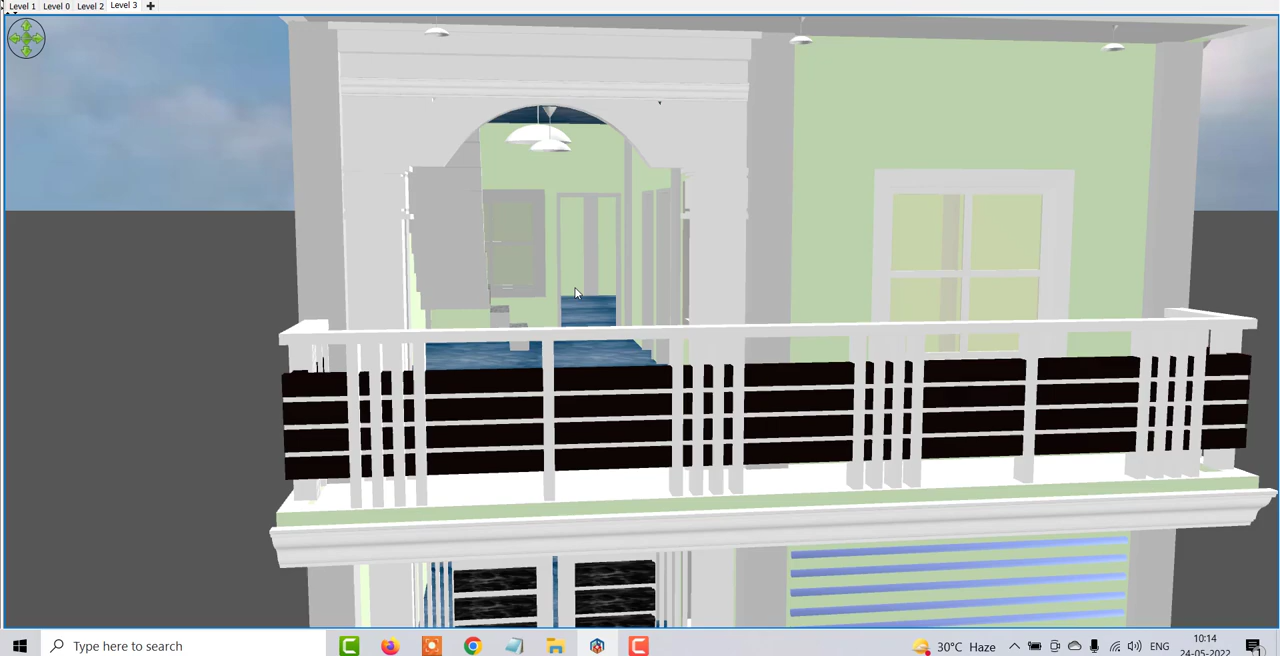 Level 1 Level 0 Level 2 Level 3
Type here to search
30°C Haze
ENG
10:14
24-05-2022
1